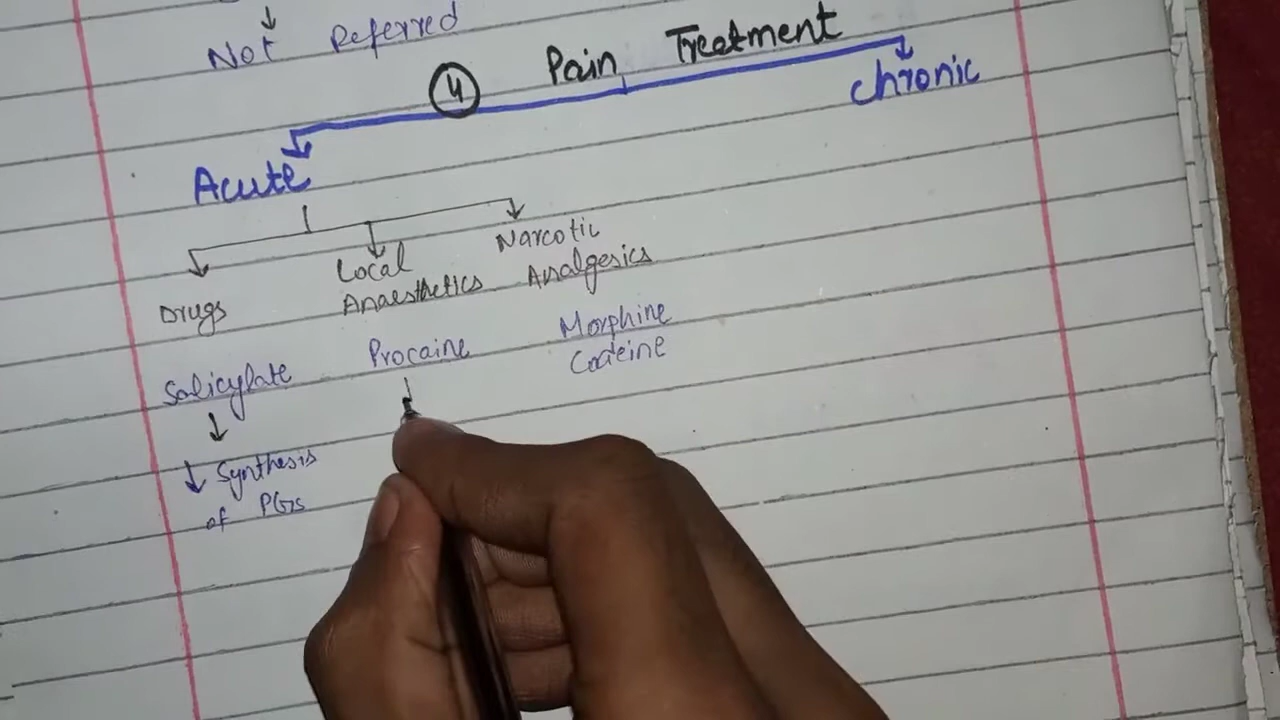 Not Referred
4 Pain Treatment
Acute
chronic
Drugs
Local
Anaesthetics
Narcotic
Analgesics
Salicylate
↓
↓ Synthesis
of PGs
Procaine
Morphine
Codeine